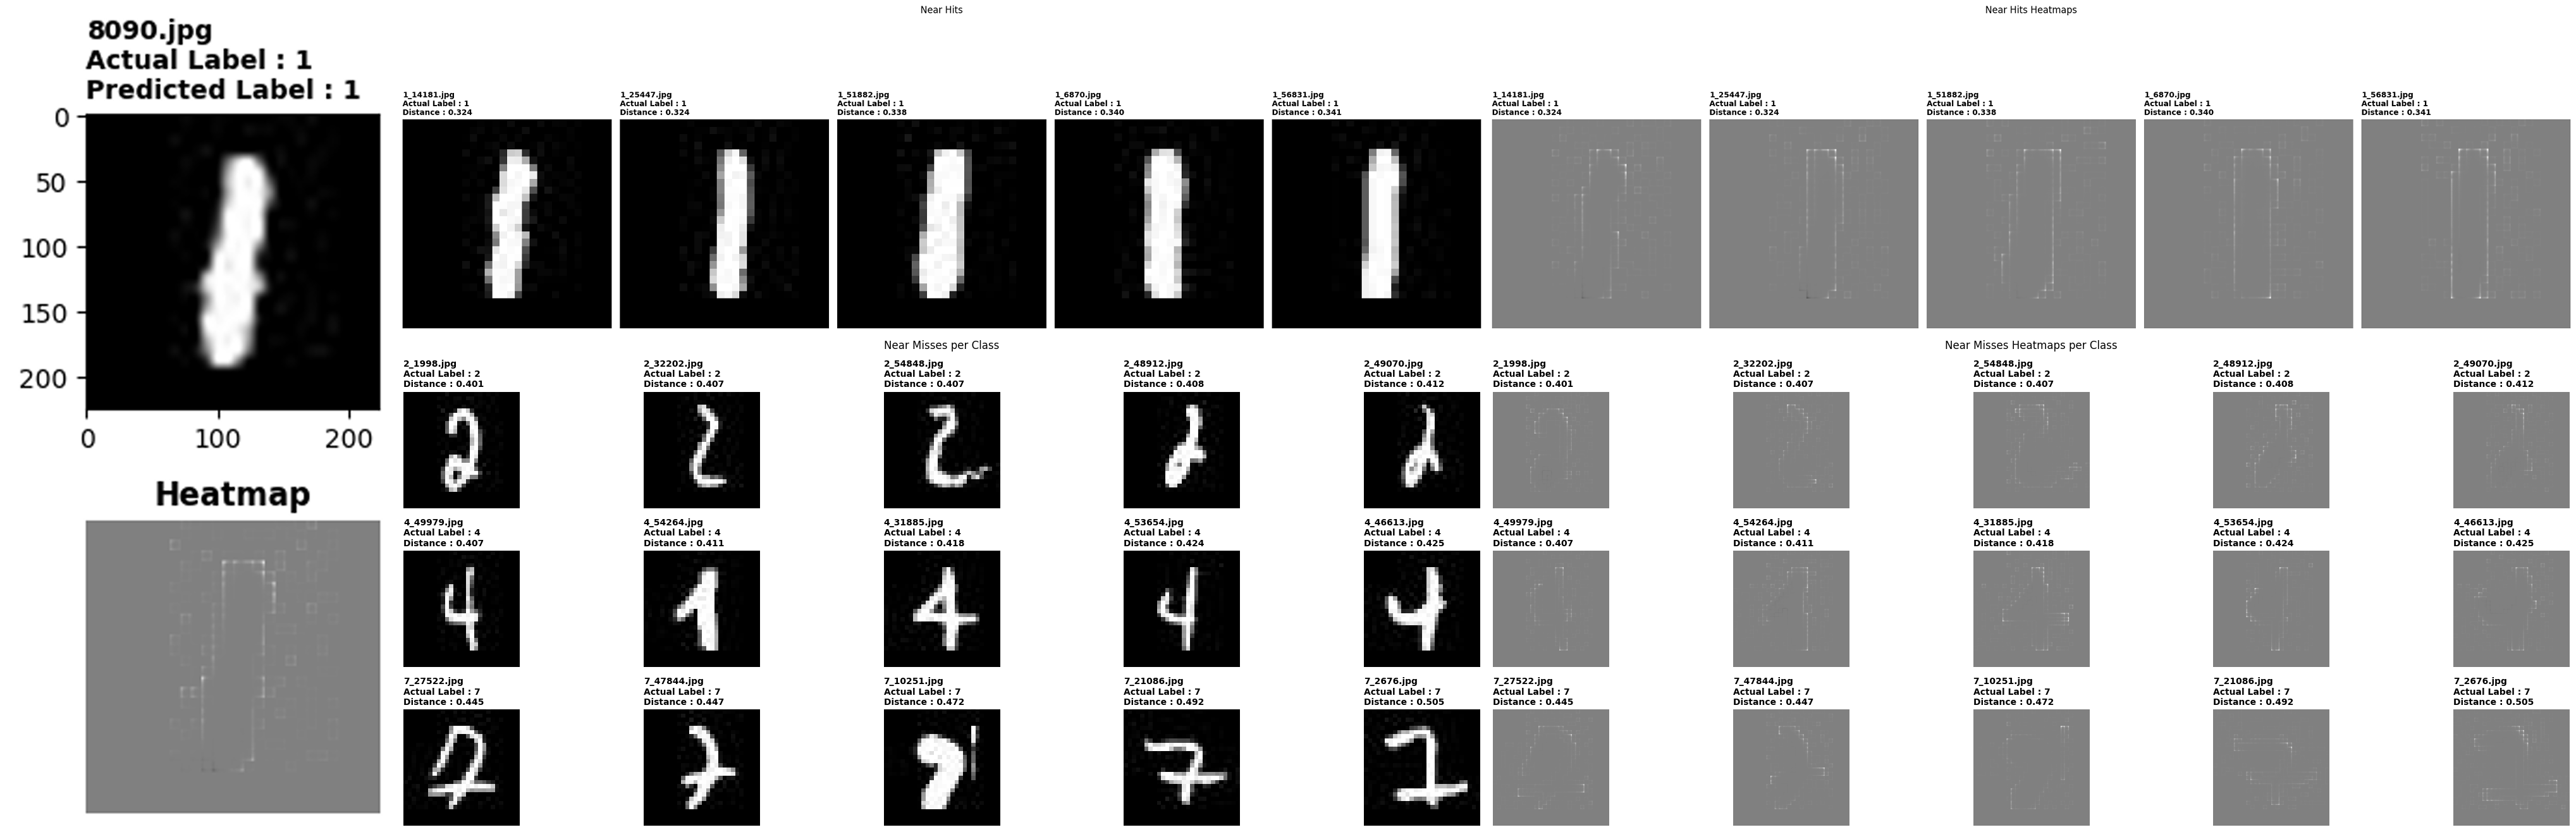 8090.jpg
Actual Label : 1
Predicted Label : 1
0
50
100
150
200
0 100 200
Heatmap
Near Hits
1_14181.jpg
Actual Label : 1
Distance : 0.324
1_25447.jpg
Actual Label : 1
Distance : 0.324
1_51882.jpg
Actual Label : 1
Distance : 0.338
1_6870.jpg
Actual Label : 1
Distance : 0.340
1_56831.jpg
Actual Label : 1
Distance : 0.341
Near Hits Heatmaps
1_14181.jpg
Actual Label : 1
Distance : 0.324
1_25447.jpg
Actual Label : 1
Distance : 0.324
1_51882.jpg
Actual Label : 1
Distance : 0.338
1_6870.jpg
Actual Label : 1
Distance : 0.340
1_56831.jpg
Actual Label : 1
Distance : 0.341
Near Misses per Class
2_1998.jpg
Actual Label : 2
Distance : 0.401
2_32202.jpg
Actual Label : 2
Distance : 0.407
2_54848.jpg
Actual Label : 2
Distance : 0.407
2_48912.jpg
Actual Label : 2
Distance : 0.408
2_49070.jpg
Actual Label : 2
Distance : 0.412
4_49979.jpg
Actual Label : 4
Distance : 0.407
4_54264.jpg
Actual Label : 4
Distance : 0.411
4_31885.jpg
Actual Label : 4
Distance : 0.418
4_53654.jpg
Actual Label : 4
Distance : 0.424
4_46613.jpg
Actual Label : 4
Distance : 0.425
7_27522.jpg
Actual Label : 7
Distance : 0.445
7_47844.jpg
Actual Label : 7
Distance : 0.447
7_10251.jpg
Actual Label : 7
Distance : 0.472
7_21086.jpg
Actual Label : 7
Distance : 0.492
7_2676.jpg
Actual Label : 7
Distance : 0.505
Near Misses Heatmaps per Class
2_1998.jpg
Actual Label : 2
Distance : 0.401
2_32202.jpg
Actual Label : 2
Distance : 0.407
2_54848.jpg
Actual Label : 2
Distance : 0.407
2_48912.jpg
Actual Label : 2
Distance : 0.408
2_49070.jpg
Actual Label : 2
Distance : 0.412
4_49979.jpg
Actual Label : 4
Distance : 0.407
4_54264.jpg
Actual Label : 4
Distance : 0.411
4_31885.jpg
Actual Label : 4
Distance : 0.418
4_53654.jpg
Actual Label : 4
Distance : 0.424
4_46613.jpg
Actual Label : 4
Distance : 0.425
7_27522.jpg
Actual Label : 7
Distance : 0.445
7_47844.jpg
Actual Label : 7
Distance : 0.447
7_10251.jpg
Actual Label : 7
Distance : 0.472
7_21086.jpg
Actual Label : 7
Distance : 0.492
7_2676.jpg
Actual Label : 7
Distance : 0.505